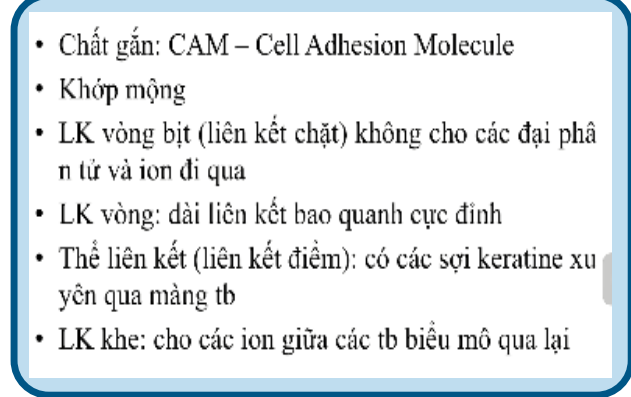 • Chất gắn: CAM – Cell Adhesion Molecule
• Khớp mộng
• LK vòng bịt (liên kết chặt) không cho các đại phâ
n tử và ion đi qua
• LK vòng: dài liên kết bao quanh cực đỉnh
• Thể liên kết (liên kết điểm): có các sợi keratine xu
yên qua màng tb
• LK khe: cho các ion giữa các tb biểu mô qua lại